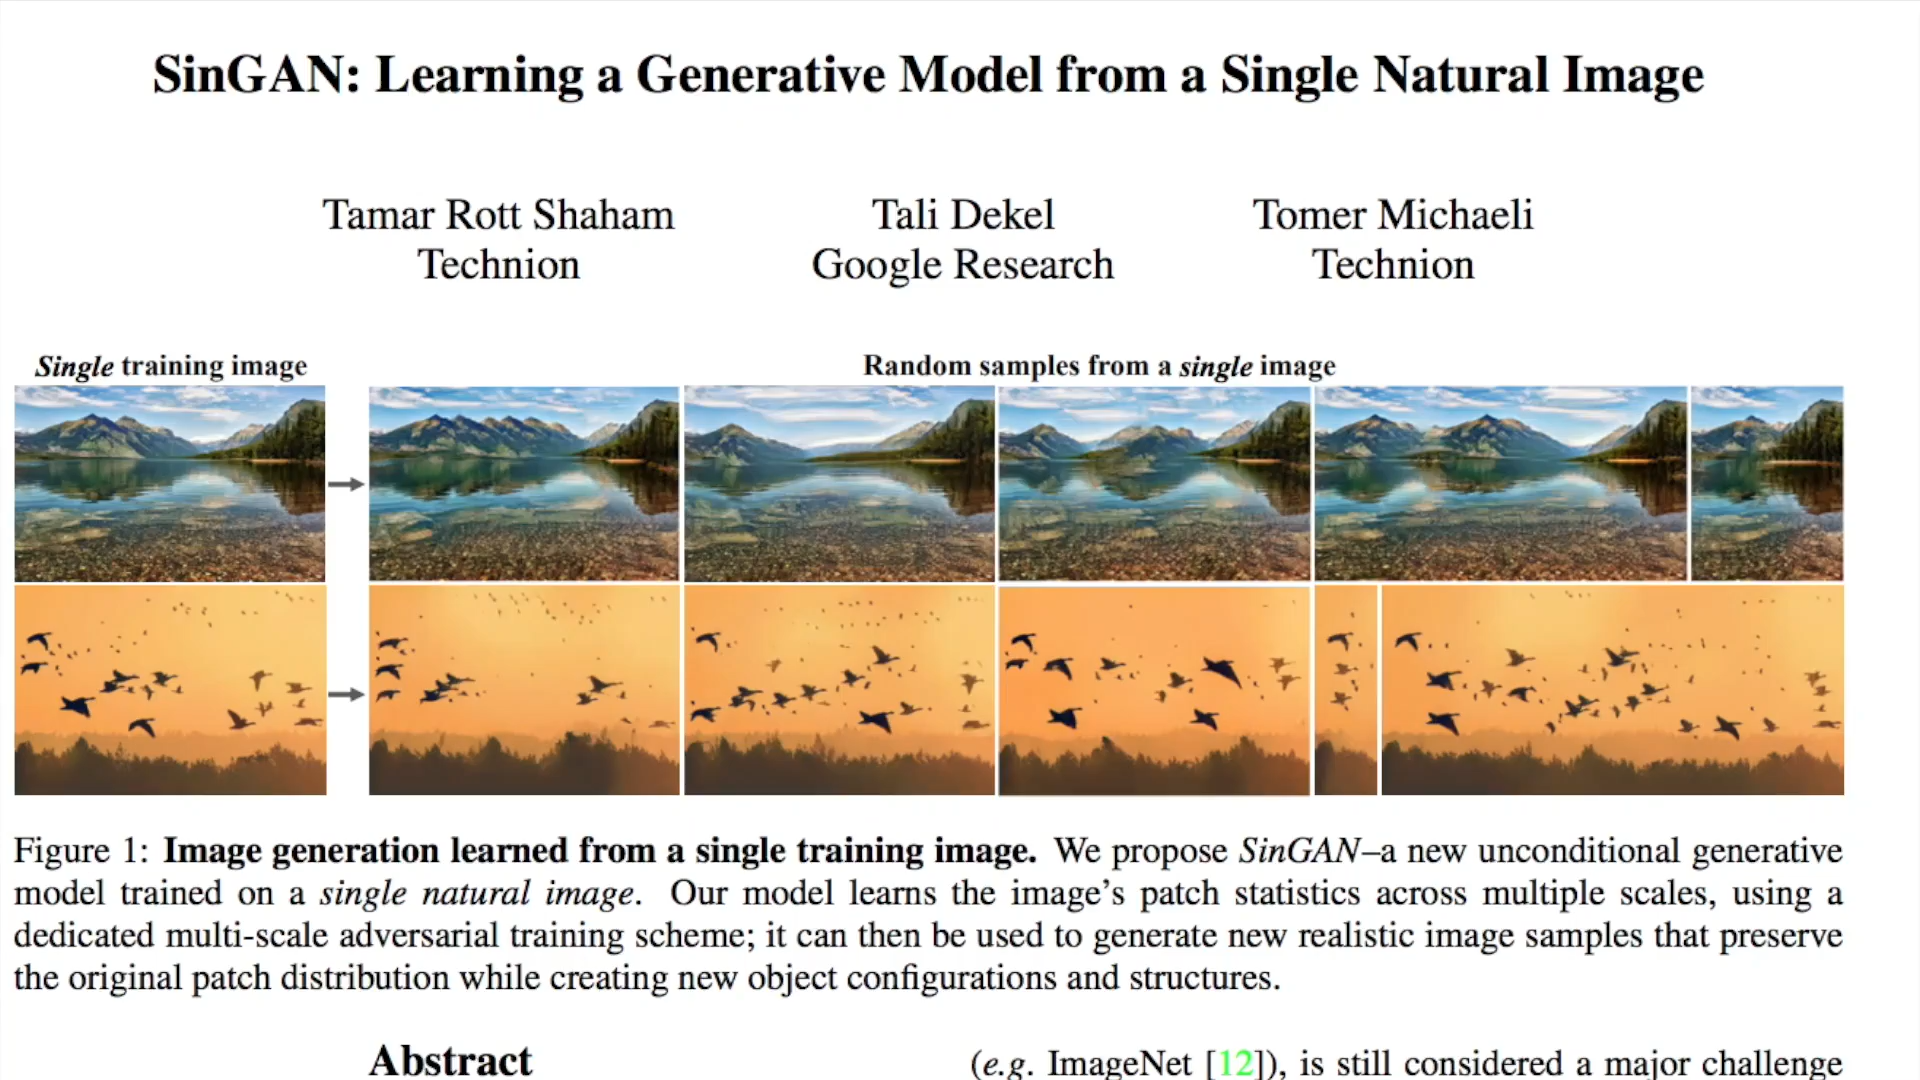 SinGAN: Learning a Generative Model from a Single Natural Image
Tamar Rott Shaham
Technion
Tali Dekel
Google Research
Tomer Michaeli
Technion
Single training image
Random samples from a single image
Figure 1: Image generation learned from a single training image. We propose SinGAN–a new unconditional generative
model trained on a single natural image. Our model learns the image's patch statistics across multiple scales, using a
dedicated multi-scale adversarial training scheme; it can then be used to generate new realistic image samples that preserve
the original patch distribution while creating new object configurations and structures.
Abstract
(e.g. ImageNet [12]), is still considered a major challenge